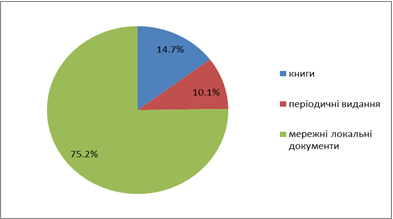 14.7%
10.1%
75.2%
книги
періодичні видання
мережні локальні
документи